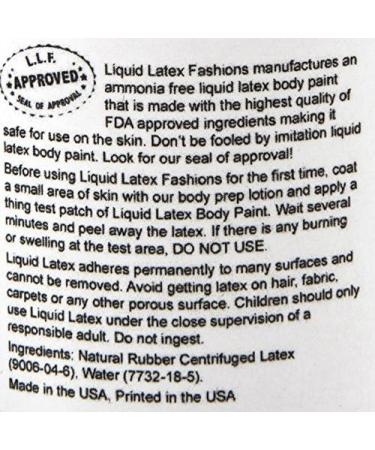 L.L.F.
APPROVED
SEAL OF APPROVAL
Liquid Latex Fashions manufactures an
ammonia free liquid latex body paint
that is made with the highest quality of
FDA approved ingredients making it
safe for use on the skin. Don't be fooled by imitation liquid
latex body paint. Look for our seal of approval!
Before using Liquid Latex Fashions for the first time, coat
a small area of skin with our body prep lotion and apply a
thing test patch of Liquid Latex Body Paint. Wait several
minutes and peel away the latex. If there is any burning
or swelling at the test area, DO NOT USE.
Liquid Latex adheres permanently to many surfaces and
cannot be removed. Avoid getting latex on hair, fabric,
carpets or any other porous surface. Children should only
use Liquid Latex under the close supervision of a
responsible adult. Do not ingest.
Ingredients: Natural Rubber Centrifuged Latex
(9006-04-6), Water (7732-18-5).
Made in the USA, Printed in the USA